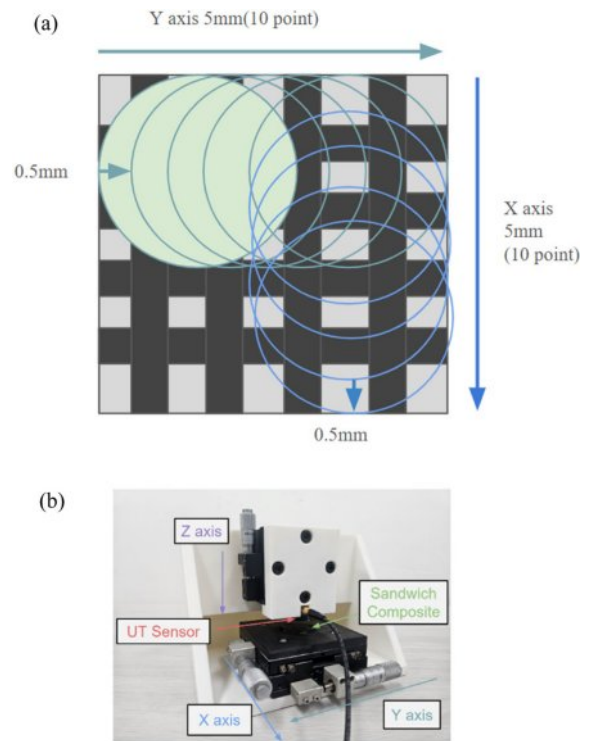 (a)
Y axis 5mm(10 point)
0.5mm
X axis
5mm
(10 point)
0.5mm
(b)
Z axis
Sandwich
Composite
UT Sensor
X axis
Y axis